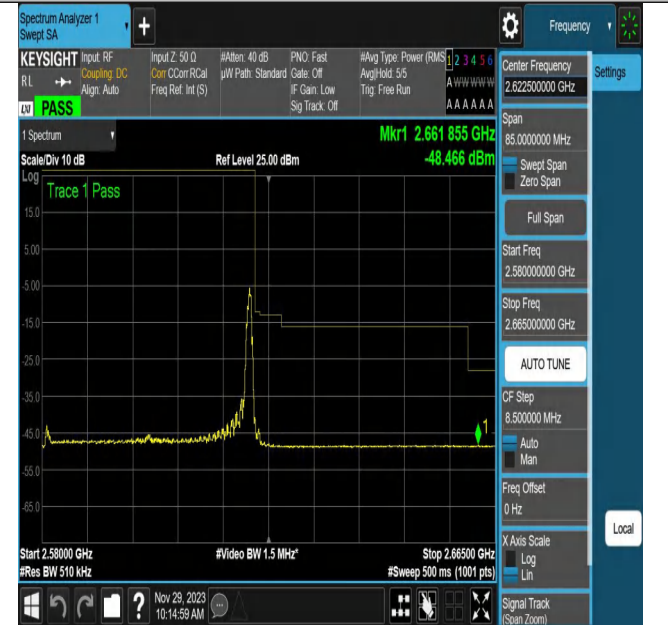 Spectrum Analyzer 1
Swept SA
+
Frequency
KEYSIGHT
RL
LXI
PASS
Input: RF
Coupling: DC
Align: Auto
Input Z: 50 Ω
Corr CCorr RCal
Freq Ref: Int (S)
#Atten: 40 dB
µW Path: Standard
PNO: Fast
Gate: Off
IF Gain: Low
Sig Track: Off
#Avg Type: Power (RMS
Avg|Hold: 5/5
Trig: Free Run
1 2 3 4 5 6
A W W W W W
A A A A A A
1 Spectrum
Scale/Div 10 dB
Ref Level 25.00 dBm
Mkr1 2.661 855 GHz
-48.466 dBm
Log
Trace 1 Pass
15.0
5.00
-5.00
-15.0
-25.0
-35.0
-45.0
-55.0
-65.0
1
Start 2.58000 GHz
#Res BW 510 kHz
#Video BW 1.5 MHz*
Stop 2.66500 GHz
#Sweep 500 ms (1001 pts)
?
Nov 29, 2023
10:14:59 AM
Center Frequency
2.622500000 GHz
Settings
Span
85.0000000 MHz
Swept Span
Zero Span
Full Span
Start Freq
2.580000000 GHz
Stop Freq
2.665000000 GHz
AUTO TUNE
CF Step
8.500000 MHz
Auto
Man
Freq Offset
0 Hz
X Axis Scale
Log
Lin
Local
Signal Track
(Span Zoom)